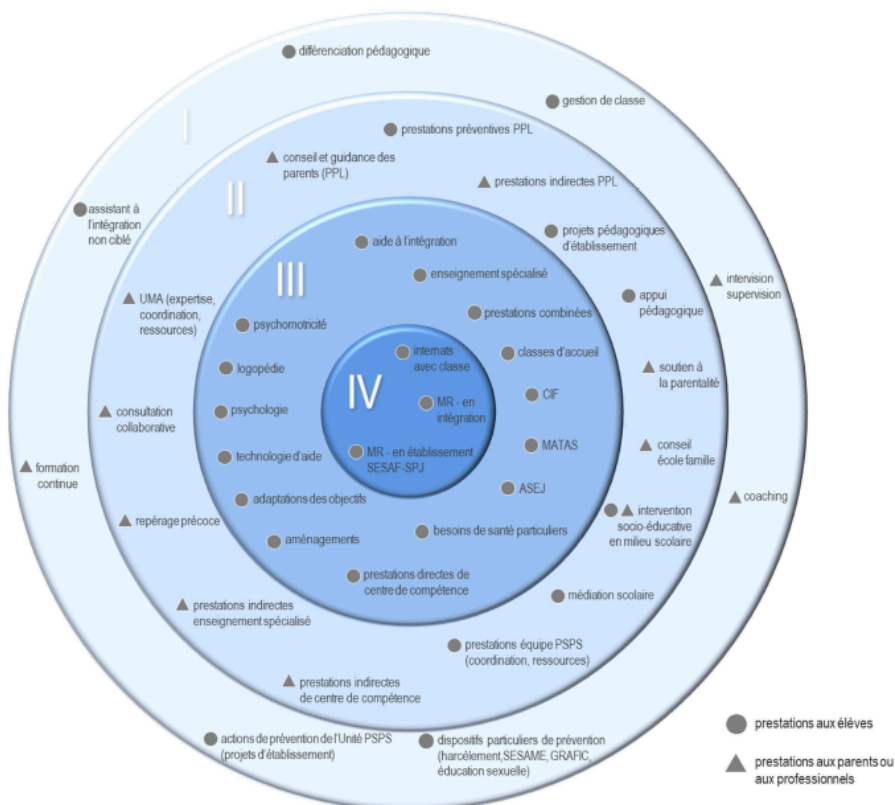 différenciation pédagogique
gestion de classe
I
prestations préventives PPL
conseil et guidance des
parents (PPL)
II
prestations indirectes PPL
assistant à
l'intégration
non ciblé
projets pédagogiques
d'établissement
aide à l'intégration
III
enseignement spécialisé
intervision
supervision
UMA (expertise,
coordination,
ressources)
appui
pédagogique
psychomotricité
prestations combinées
internats
avec classe
classes d'accueil
logopédie
soutien à
la parentalité
IV
CIF
MR - en
intégration
consultation
collaborative
psychologie
MATAS
conseil
école famille
MR - en établissement
SESAF-SPJ
technologie d'aide
formation
continue
ASEJ
coaching
adaptations des objectifs
intervention
socio-éducative
en milieu scolaire
repérage précoce
besoins de santé particuliers
aménagements
prestations directes de
centre de compétence
médiation scolaire
prestations indirectes
enseignement spécialisé
prestations équipe PSPS
(coordination, ressources)
prestations indirectes
de centre de compétence
actions de prévention de l'Unité PSPS
(projets d'établissement)
dispositifs particuliers de prévention
(harcèlement,SESAME, GRAFIC,
éducation sexuelle)
prestations aux élèves
prestations aux parents ou
aux professionnels